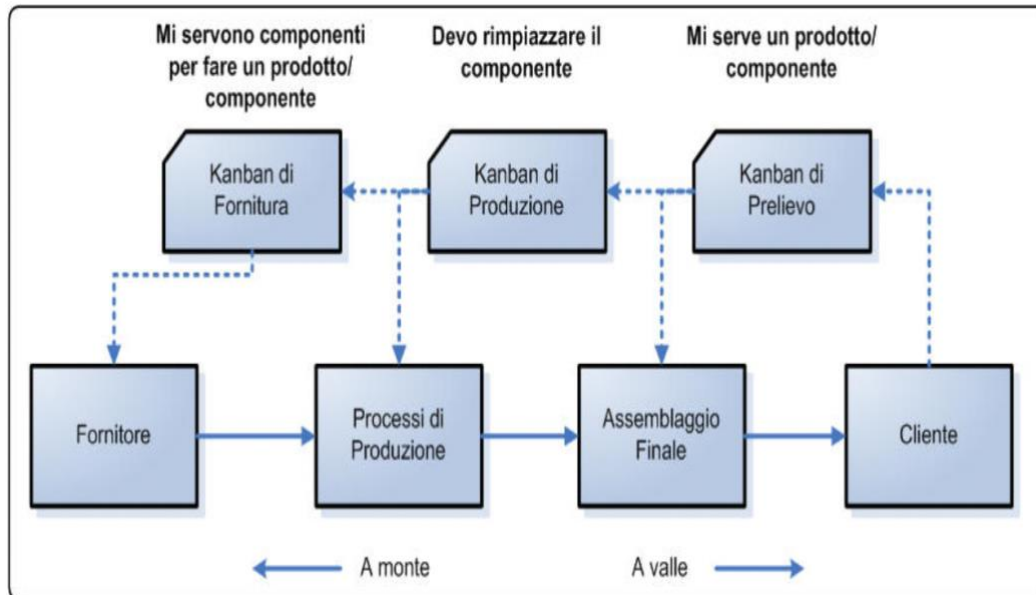 Mi servono componenti
per fare un prodotto/
componente
Devo rimpiazzare il
componente
Mi serve un prodotto/
componente
Kanban di
Fornitura
Kanban di
Produzione
Kanban di
Prelievo
Fornitore
Processi di
Produzione
Assemblaggio
Finale
Cliente
A monte
A valle